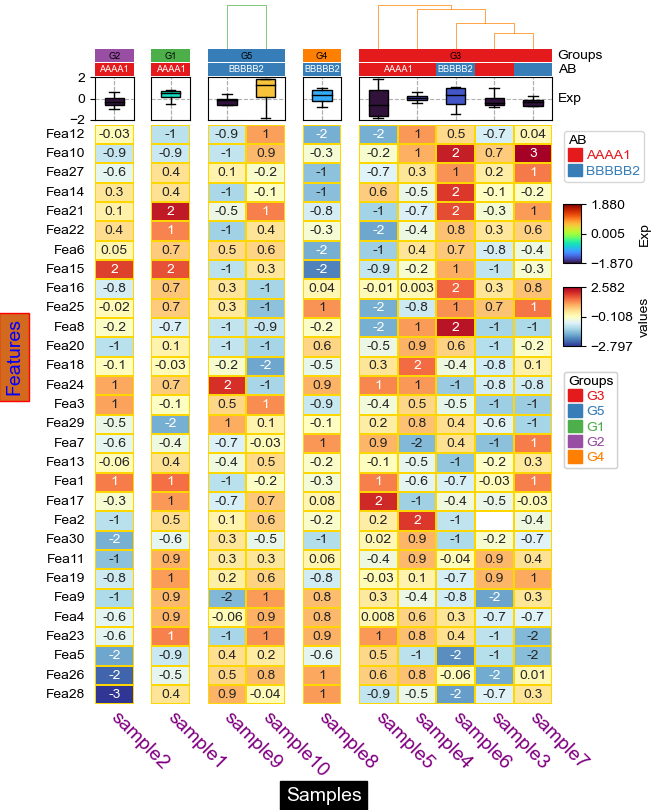 G2 G1 G5 G4 G3 Groups
AAAA1 AAAA1 BBBBB2 BBBBB2 AAAA1 BBBBB2 AB
2
0
−2
Exp
Fea12 -0.03 -1 -0.9 1 -2 -2 1 0.5 -0.7 0.04
Fea10 -0.9 -0.9 -1 0.9 -0.3 -0.2 1 2 0.7 3
Fea27 -0.6 0.4 0.1 -0.2 -1 -0.7 0.3 1 0.2 1
Fea14 0.3 0.4 -1 -0.1 -1 0.6 -0.5 2 -0.1 -0.2
Fea21 0.1 2 -0.5 1 -0.8 -1 -0.7 2 -0.3 1
Fea22 0.4 1 -1 0.4 -0.3 -2 -0.4 0.8 0.3 0.6
Fea6 0.05 0.7 0.5 0.6 -2 -1 0.4 0.7 -0.8 -0.4
Fea15 2 2 -1 0.3 -2 -0.9 -0.2 1 -1 -0.3
Fea16 -0.8 0.7 0.3 -1 0.04 -0.01 0.003 2 0.3 0.8
Fea25 -0.02 0.7 0.3 -1 1 -2 -0.8 1 0.7 1
Fea8 -0.2 -0.7 -1 -0.9 -0.2 -2 1 2 -1 -1
Fea20 -1 0.1 -1 -1 0.6 -0.5 0.9 0.6 -1 -0.2
Fea18 -0.1 -0.03 -0.2 -2 -0.5 0.3 2 -0.4 -0.8 0.1
Fea24 1 0.7 2 -1 0.9 1 1 -1 -0.8 -0.8
Fea3 1 -0.1 0.5 1 -0.9 -0.4 0.5 -0.5 -1 -1
Fea29 -0.5 -2 1 0.1 -0.1 0.2 0.8 0.4 -0.6 -1
Fea7 -0.6 -0.4 -0.7 -0.03 1 0.9 -2 0.4 -1 1
Fea13 -0.06 0.4 -0.4 0.5 -0.2 -0.1 -0.5 -1 -0.2 0.3
Fea1 1 1 -1 -0.2 -0.3 1 -0.6 -0.7 -0.03 1
Fea17 -0.3 1 -0.7 0.7 0.08 2 -1 -0.4 -0.5 -0.03
Fea2 -1 0.5 0.1 0.6 -0.2 0.2 2 -1 -0.4
Fea30 -2 -0.6 0.3 -0.5 -1 0.02 0.9 -1 -0.2 -0.7
Fea11 -1 0.9 0.3 0.3 0.06 -0.4 0.9 -0.04 0.9 0.4
Fea19 -0.8 1 0.2 0.6 -0.8 -0.03 0.1 -0.7 0.9 1
Fea9 -1 0.9 -2 1 0.8 0.3 -0.4 -0.8 -2 0.3
Fea4 -0.6 0.9 -0.06 0.9 0.8 0.008 0.6 0.3 -0.7 -0.7
Fea23 -0.6 1 -1 1 0.9 1 0.8 0.4 -1 -2
Fea5 -2 -0.9 0.4 0.2 -0.6 0.5 -1 -2 -1 -2
Fea26 -2 -0.5 0.5 0.8 1 0.6 0.8 -0.06 -2 0.01
Fea28 -3 0.4 0.9 -0.04 1 -0.9 -0.5 -2 -0.7 0.3
sample2 sample1 sample9 sample10 sample8 sample5 sample4 sample6 sample3 sample7
Samples
Features
AB
AAAA1
BBBBB2
1.880
0.005
−1.870
Exp
2.582
−0.108
−2.797
values
Groups
G3
G5
G1
G2
G4